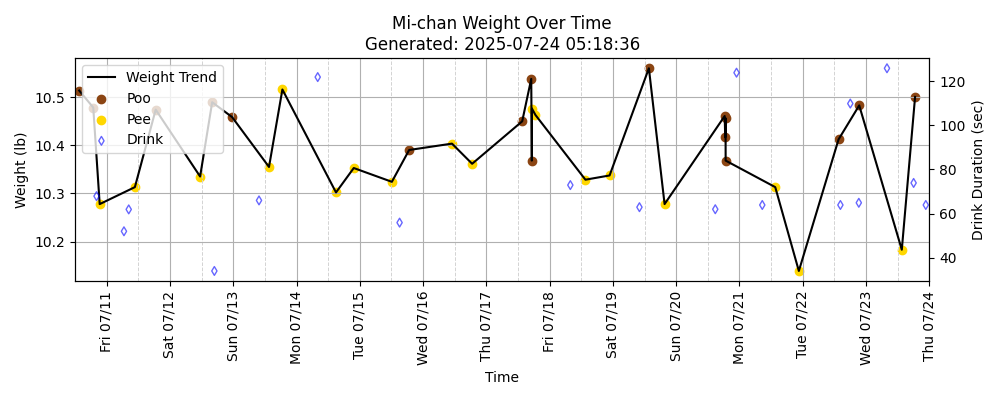 Mi-chan Weight Over Time
Generated: 2025-07-24 05:18:36
Weight Trend
Poo
Pee
Drink
Weight (lb)
10.5
10.4
10.3
10.2
Drink Duration (sec)
120
100
80
60
40
Fri 07/11
Sat 07/12
Sun 07/13
Mon 07/14
Tue 07/15
Wed 07/16
Thu 07/17
Fri 07/18
Sat 07/19
Sun 07/20
Mon 07/21
Tue 07/22
Wed 07/23
Thu 07/24
Time